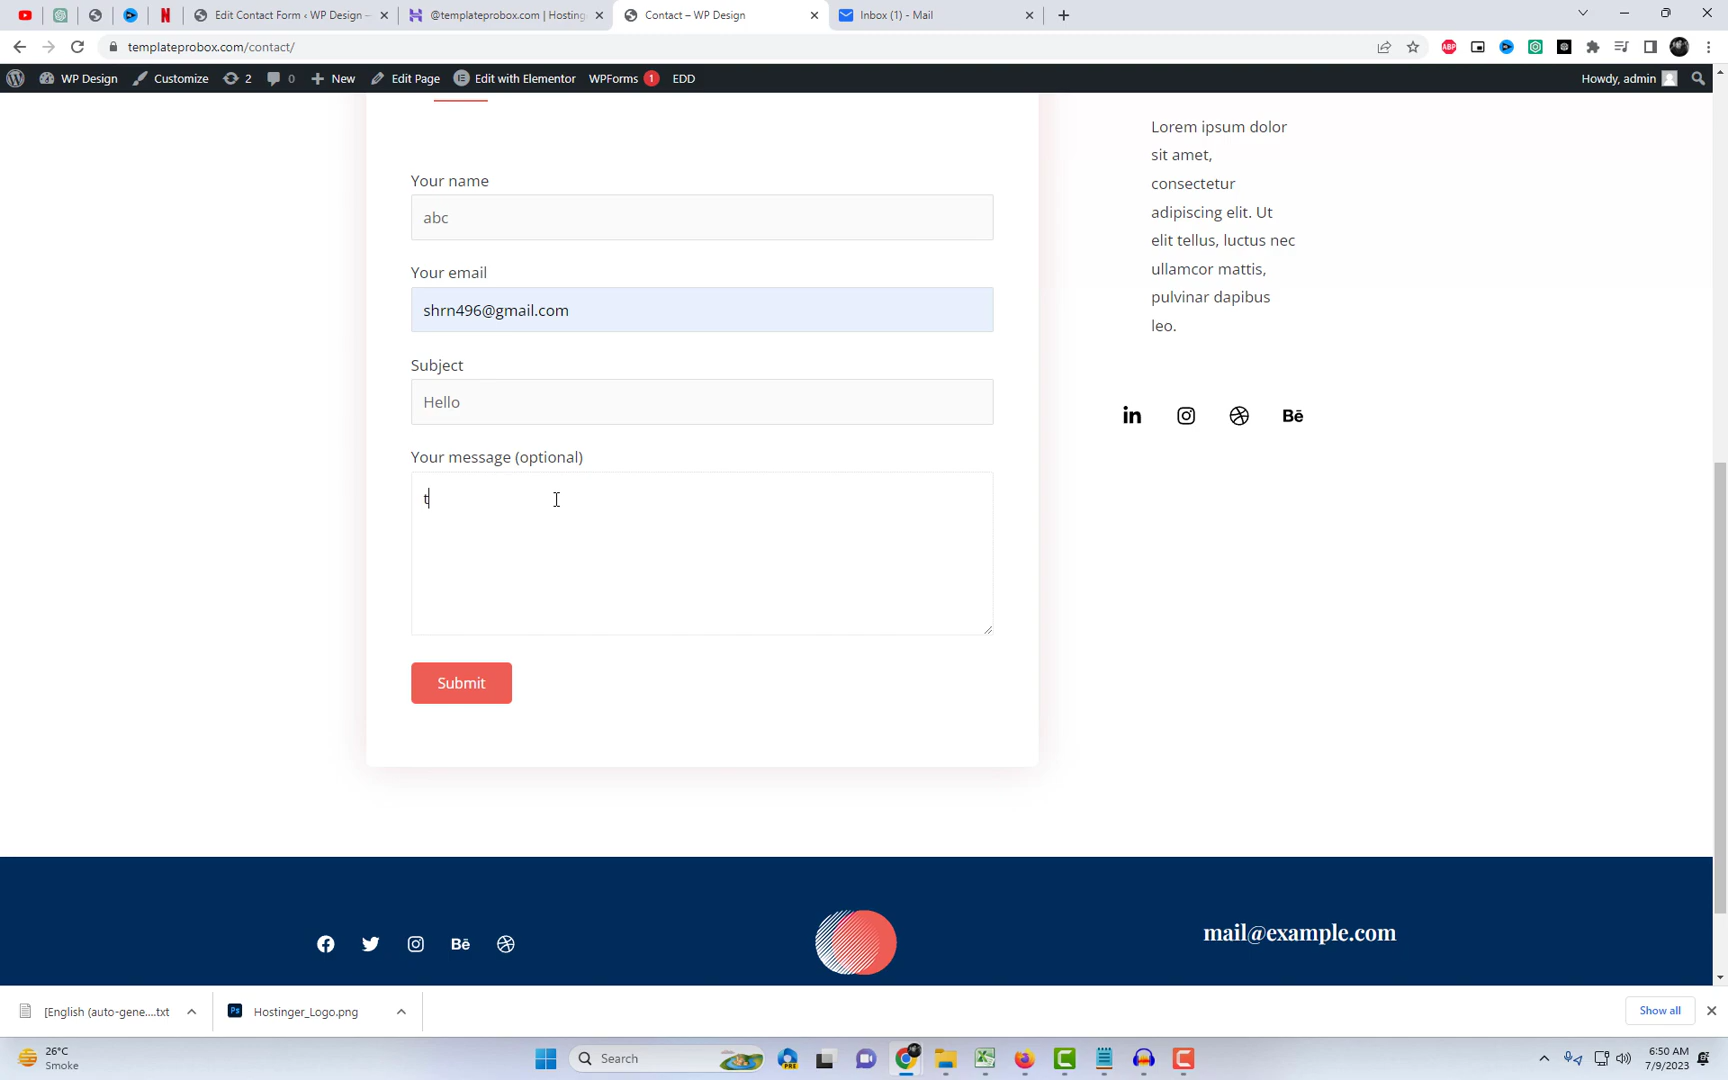 Edit Contact Form ‹ WP Design –
@templateprobox.com | Hosting
Contact – WP Design
Inbox (1) - Mail
templateprobox.com/contact/
ABP
WP Design
Customize
2
0
New
Edit Page
Edit with Elementor
WPForms
1
EDD
Howdy, admin
Lorem ipsum dolor
sit amet,
consectetur
adipiscing elit. Ut
elit tellus, luctus nec
ullamcor mattis,
pulvinar dapibus
leo.
Your name
abc
Your email
shrn496@gmail.com
Subject
Hello
Your message (optional)
t
Submit
mail@example.com
[English (auto-gene....txt
Hostinger_Logo.png
Show all
26°C
Smoke
Search
6:50 AM
7/9/2023